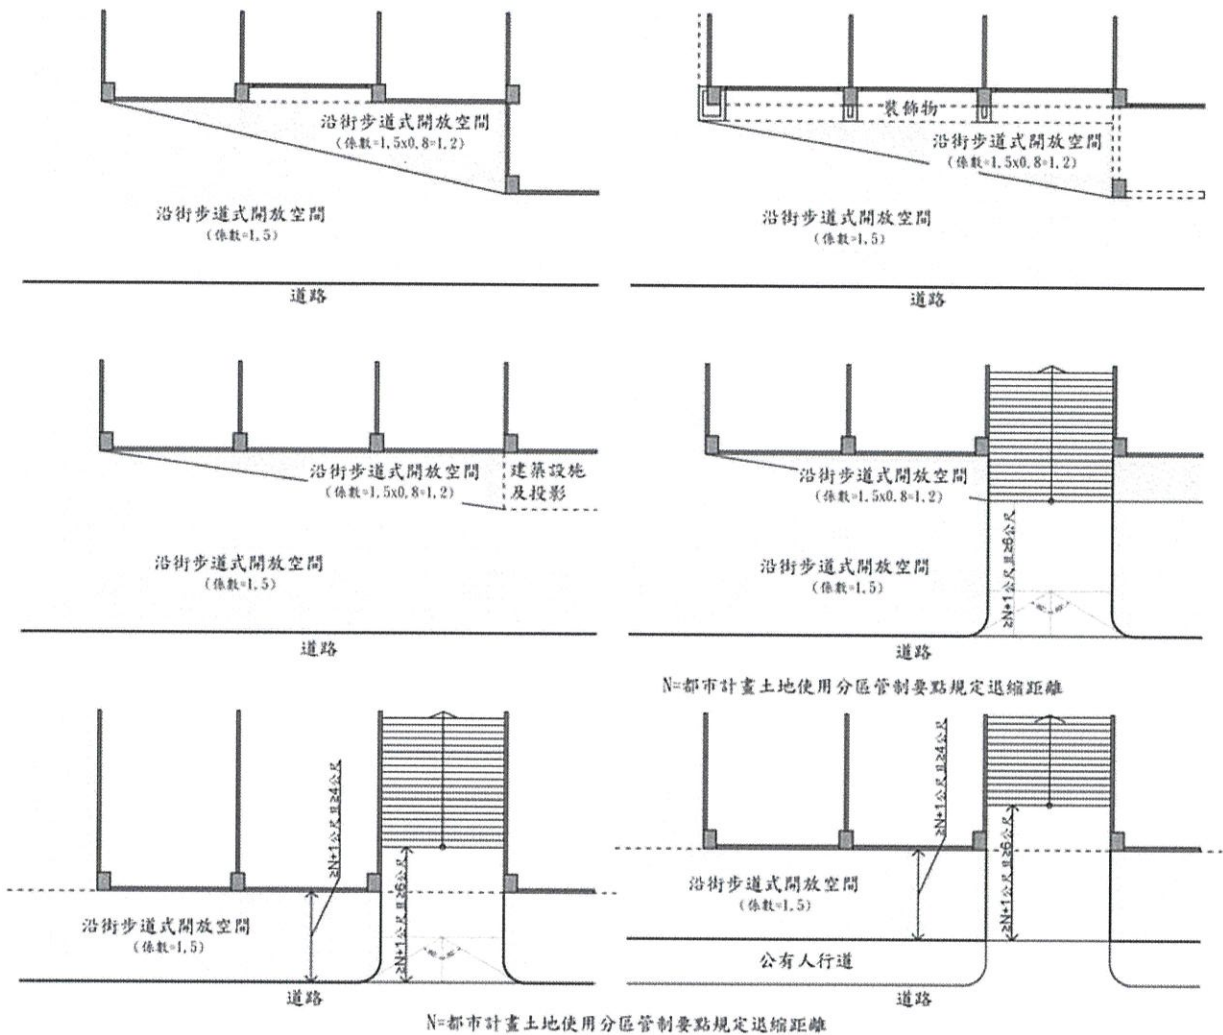 沿街步道式開放空間
(係數=1.5x0.8=1.2)
沿街步道式開放空間
(係數=1.5)
道路
裝飾物
沿街步道式開放空間
(係數=1.5x0.8=1.2)
沿街步道式開放空間
(係數=1.5)
道路
沿街步道式開放空間
(係數=1.5x0.8=1.2)
建築設施
及投影
沿街步道式開放空間
(係數=1.5)
道路
沿街步道式開放空間
(係數=1.5x0.8=1.2)
沿街步道式開放空間
(係數=1.5)
≥N+1公尺且≥6公尺
道路
N=都市計畫土地使用分區管制要點規定退縮距離
≥N+1公尺且≥4公尺
≥N+1公尺且≥6公尺
沿街步道式開放空間
(係數=1.5)
道路
≥N+1公尺且≥4公尺
≥N+1公尺且≥6公尺
沿街步道式開放空間
(係數=1.5)
公有人行道
道路
N=都市計畫土地使用分區管制要點規定退縮距離